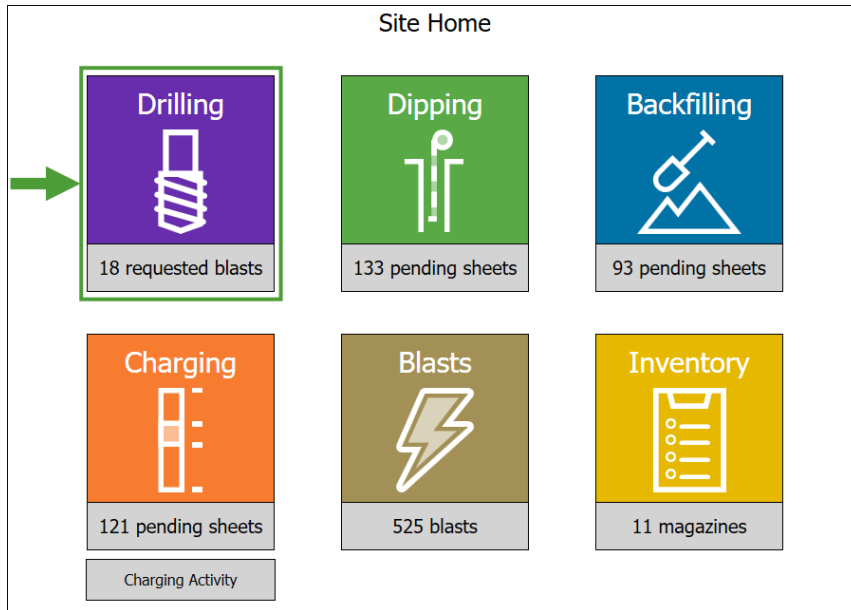 Site Home
Drilling
18 requested blasts
Dipping
133 pending sheets
Backfilling
93 pending sheets
Charging
121 pending sheets
Charging Activity
Blasts
525 blasts
Inventory
11 magazines